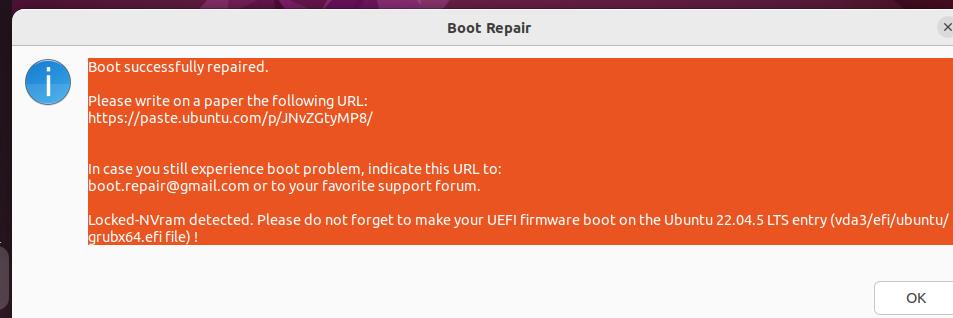 Boot Repair
Boot successfully repaired.
Please write on a paper the following URL:
https://paste.ubuntu.com/p/JNvZGtyMP8/
In case you still experience boot problem, indicate this URL to:
boot.repair@gmail.com or to your favorite support forum.
Locked-NVram detected. Please do not forget to make your UEFI firmware boot on the Ubuntu 22.04.5 LTS entry (vda3/efi/ubuntu/
grubx64.efi file) !
OK